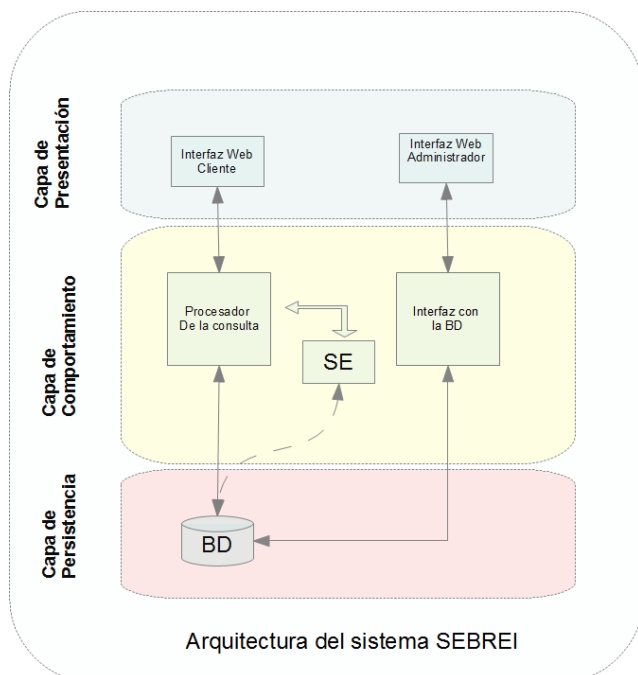 Capa de
Presentación
Interfaz Web
Cliente
Interfaz Web
Administrador
Capa de
Comportamiento
Procesador
De la consulta
SE
Interfaz con
la BD
Capa de
Persistencia
BD
Arquitectura del sistema SEBREI